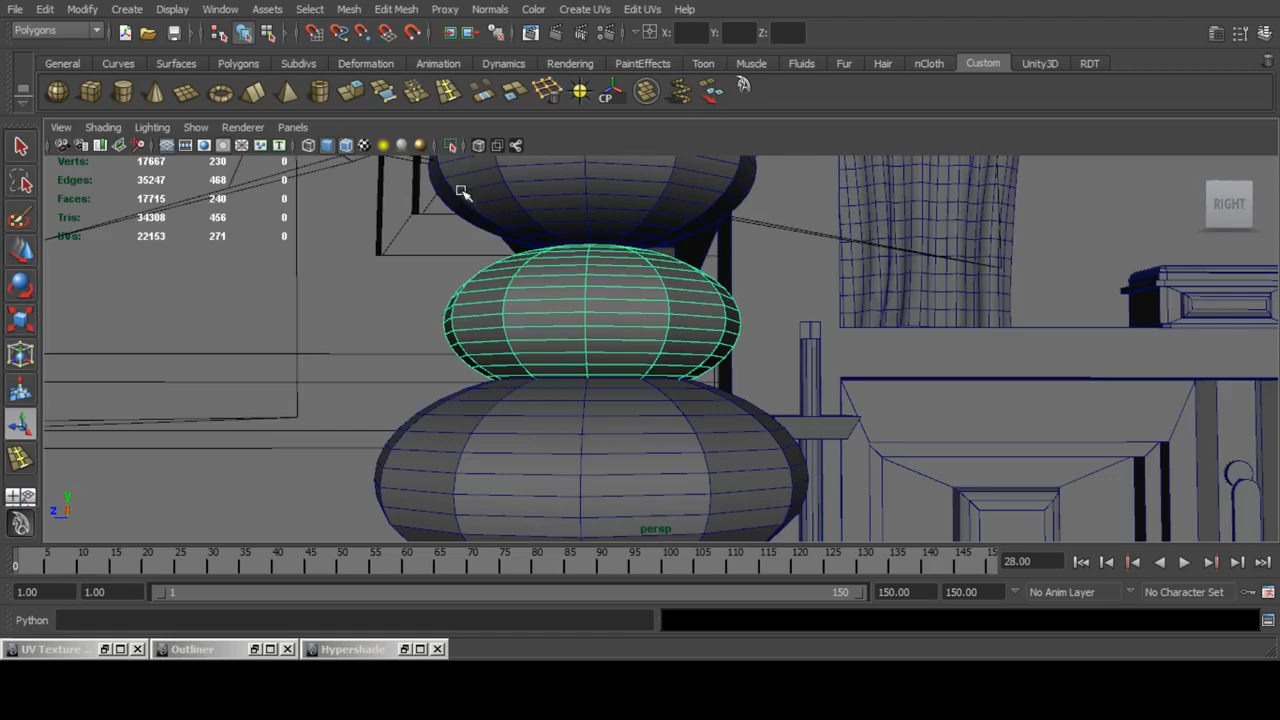 File Edit Modify Create Display Window Assets Select Mesh Edit Mesh Proxy Normals Color Create UVs Edit UVs Help
Polygons X: Y: Z:
General Curves Surfaces Polygons Subdivs Deformation Animation Dynamics Rendering PaintEffects Toon Muscle Fluids Fur Hair nCloth Custom Unity3D RDT
CP
View Shading Lighting Show Renderer Panels
Verts: 17667 230 0
Edges: 35247 468 0
Faces: 17715 240 0
Tris: 34308 456 0
UVs: 22153 271 0
RIGHT
y
z
persp
5 10 15 20 25 30 35 40 45 50 55 60 65 70 75 80 85 90 95 100 105 110 115 120 125 130 135 140 145 15
0 28.00
1.00 1.00 1 150 150.00 150.00 No Anim Layer No Character Set
Python
UV Texture ... Outliner Hypershade